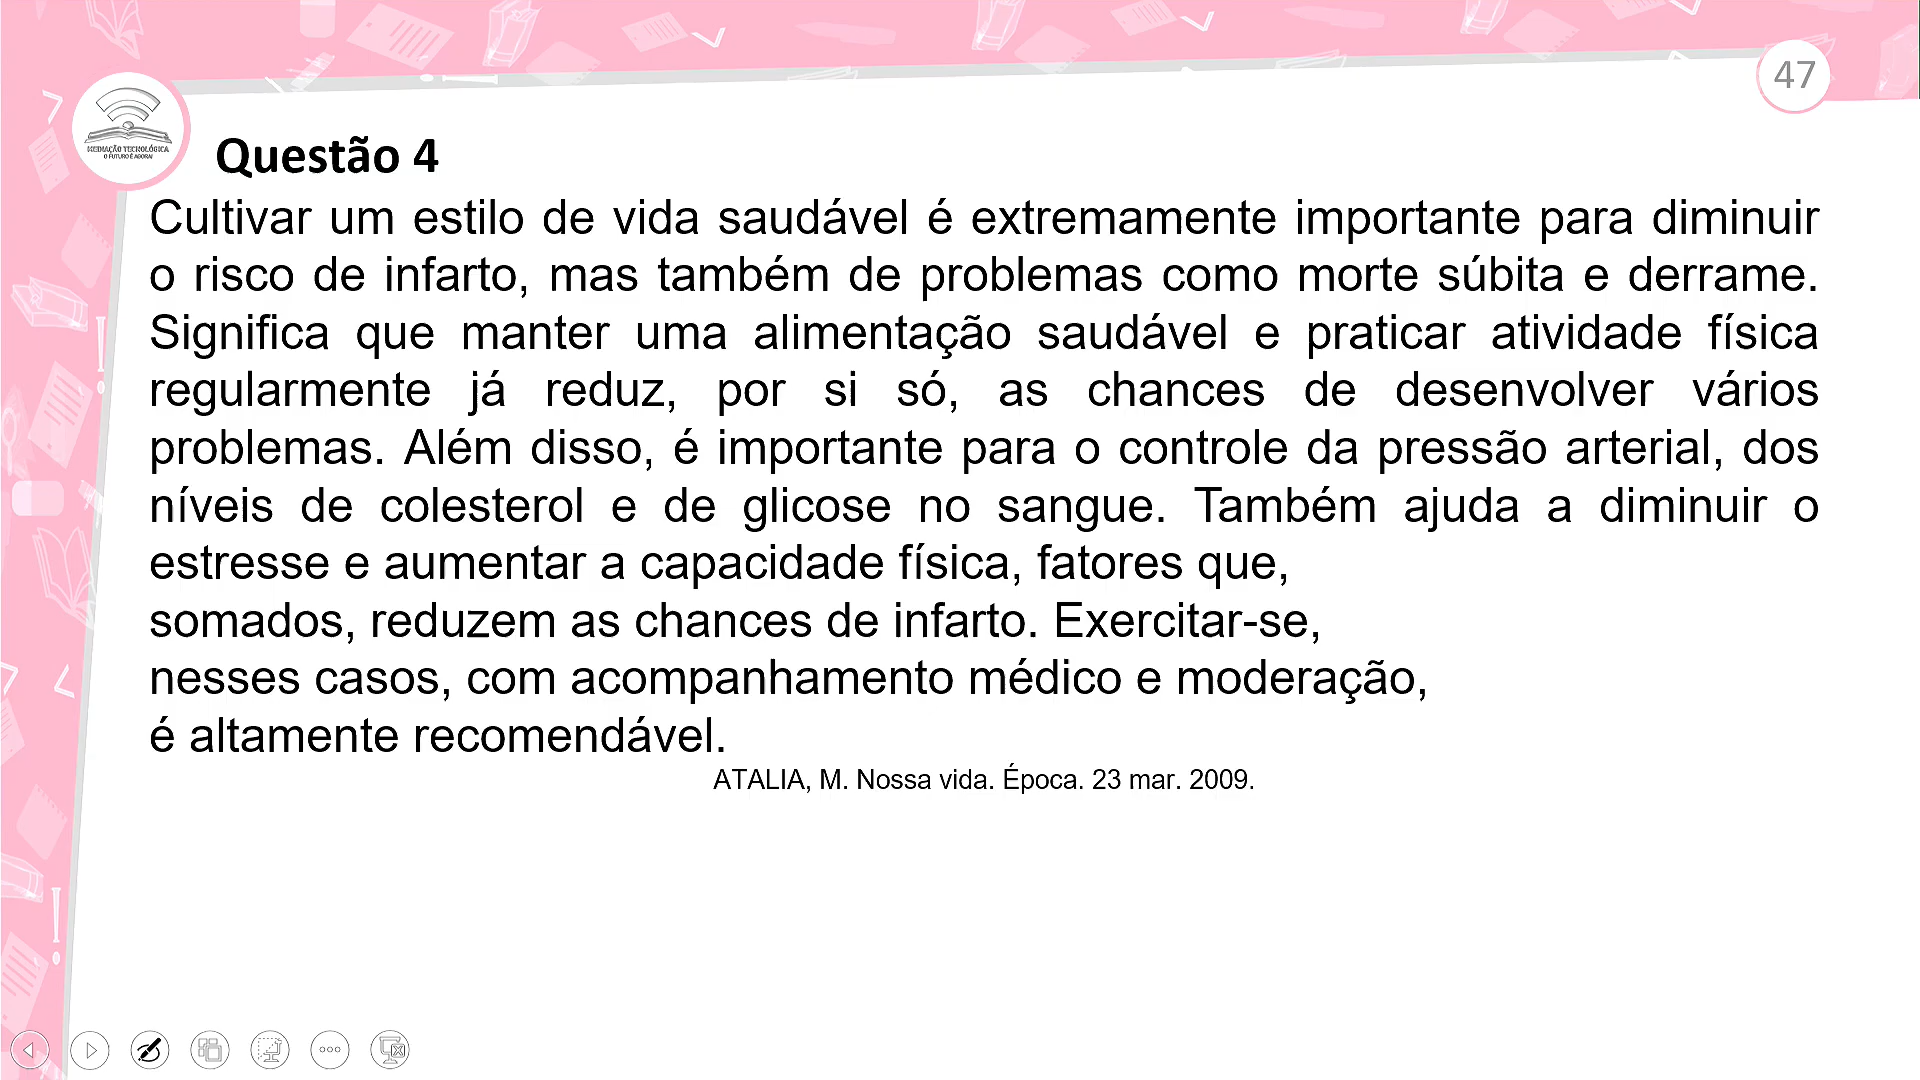 47
MEDIAÇÃO TECNOLÓGICA
O FUTURO É AGORA!
Questão 4
Cultivar um estilo de vida saudável é extremamente importante para diminuir
o risco de infarto, mas também de problemas como morte súbita e derrame.
Significa que manter uma alimentação saudável e praticar atividade física
regularmente já reduz, por si só, as chances de desenvolver vários
problemas. Além disso, é importante para o controle da pressão arterial, dos
níveis de colesterol e de glicose no sangue. Também ajuda a diminuir o
estresse e aumentar a capacidade física, fatores que,
somados, reduzem as chances de infarto. Exercitar-se,
nesses casos, com acompanhamento médico e moderação,
é altamente recomendável.
ATALIA, M. Nossa vida. Época. 23 mar. 2009.